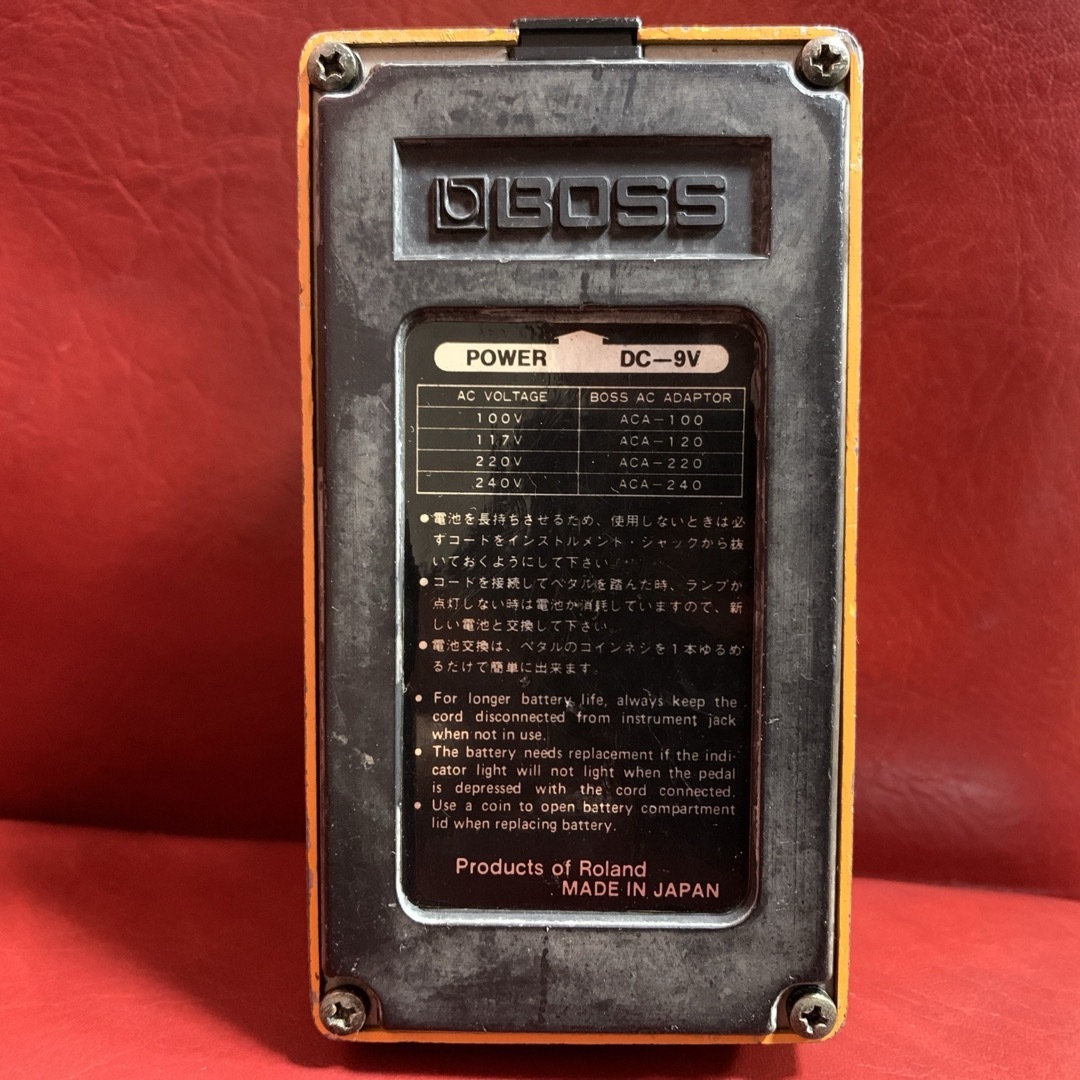 BOSS
POWER DC-9V
AC VOLTAGE BOSS AC ADAPTOR
100V ACA-100
117V ACA-120
220V ACA-220
240V ACA-240
●電池を長持ちさせるため、使用しないときは必
ずコードをインストルメント・ジャックから抜
いておくようにして下さい。
●コードを接続してペダルを踏んだ時、ランプが
点灯しない時は電池が消耗していますので、新
しい電池と交換して下さい。
●電池交換は、ペダルのコインネジを1本ゆるめ
るだけで簡単に出来ます。
● For longer battery life, always keep the
cord disconnected from instrument jack
when not in use.
● The battery needs replacement if the indi-
cator light will not light when the pedal
is depressed with the cord connected.
● Use a coin to open battery compartment
lid when replacing battery.
Products of Roland
MADE IN JAPAN